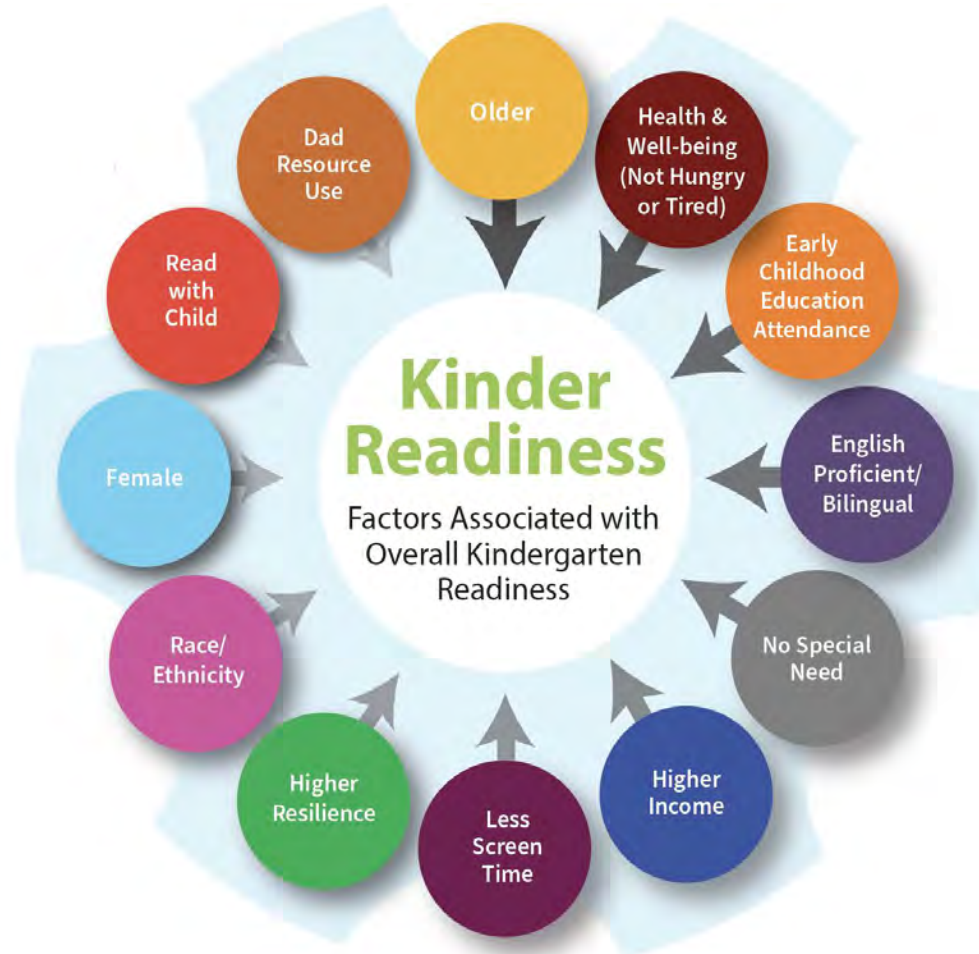 Older
Health &
Well-being
(Not Hungry
or Tired)
Early
Childhood
Education
Attendance
English
Proficient/
Bilingual
No Special
Need
Higher
Income
Less
Screen
Time
Higher
Resilience
Race/
Ethnicity
Female
Read
with
Child
Dad
Resource
Use
Kinder
Readiness
Factors Associated with
Overall Kindergarten
Readiness